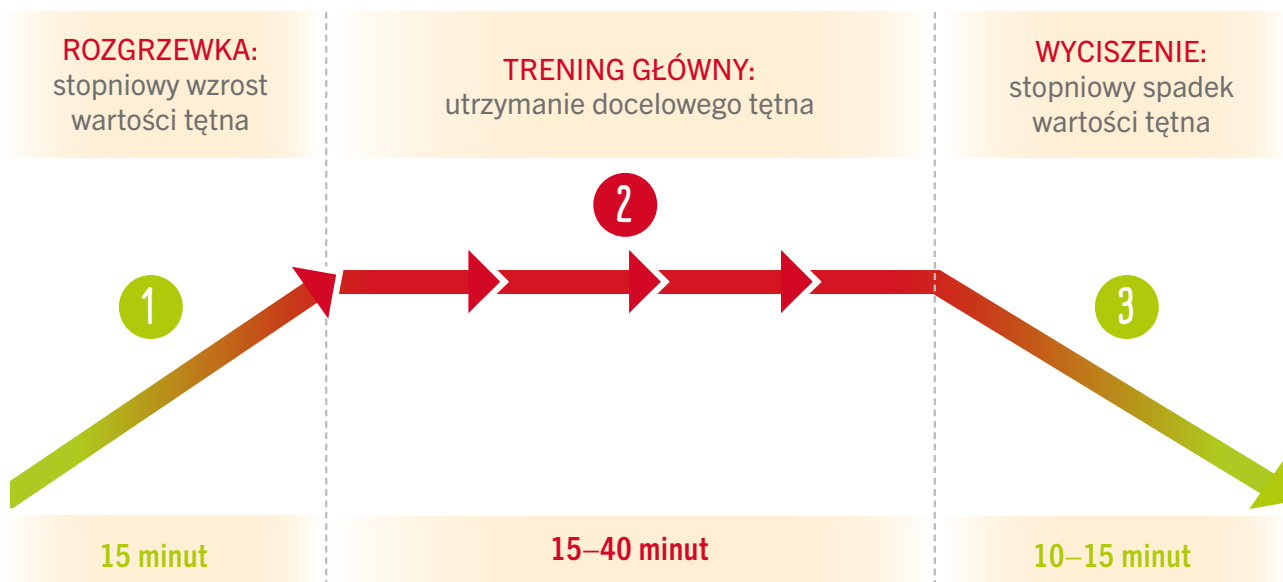 ROZGRZEWKA:
stopniowy wzrost
wartości tętna
TRENING GŁÓWNY:
utrzymanie docelowego tętna
WYCISZENIE:
stopniowy spadek
wartości tętna
1
2
3
15 minut
15–40 minut
10–15 minut